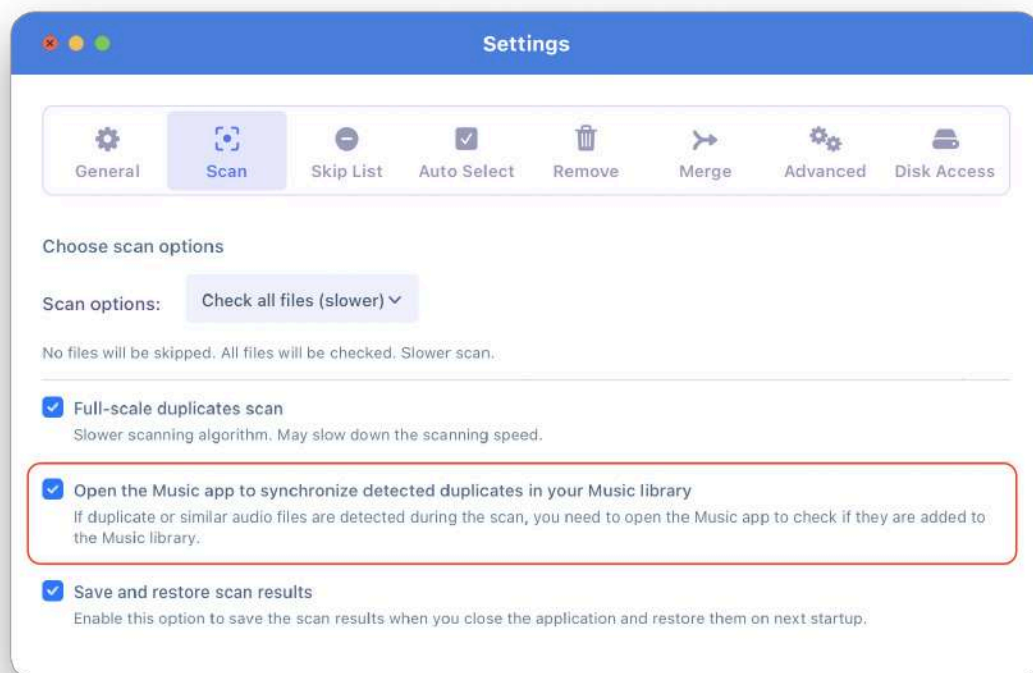 Settings
General
Scan
Skip List
Auto Select
Remove
Merge
Advanced
Disk Access
Choose scan options
Scan options:
Check all files (slower)
No files will be skipped. All files will be checked. Slower scan.
Full-scale duplicates scan
Slower scanning algorithm. May slow down the scanning speed.
Open the Music app to synchronize detected duplicates in your Music library
If duplicate or similar audio files are detected during the scan, you need to open the Music app to check if they are added to
the Music library.
Save and restore scan results
Enable this option to save the scan results when you close the application and restore them on next startup.